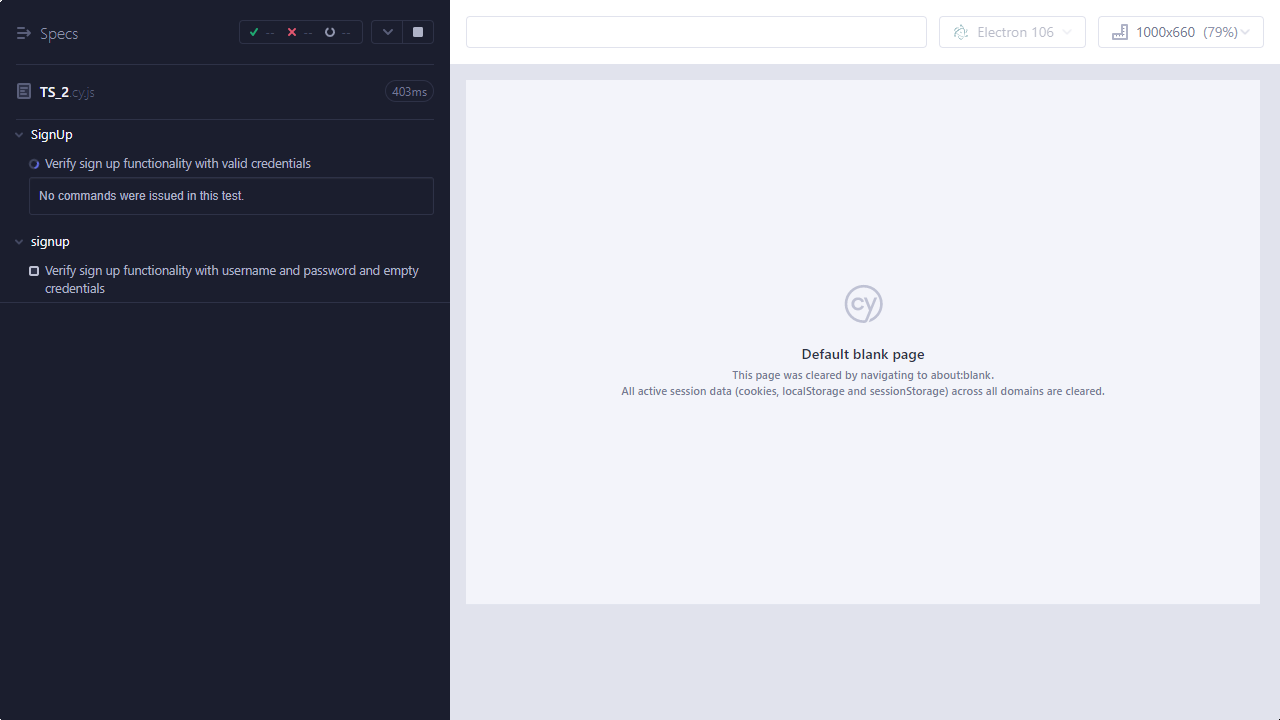 Specs
--
--
--
TS_2.cy.js
403ms
SignUp
Verify sign up functionality with valid credentials
No commands were issued in this test.
signup
Verify sign up functionality with username and password and empty
credentials
Electron 106
1000x660 (79%)
cy
Default blank page
This page was cleared by navigating to about:blank.
All active session data (cookies, localStorage and sessionStorage) across all domains are cleared.